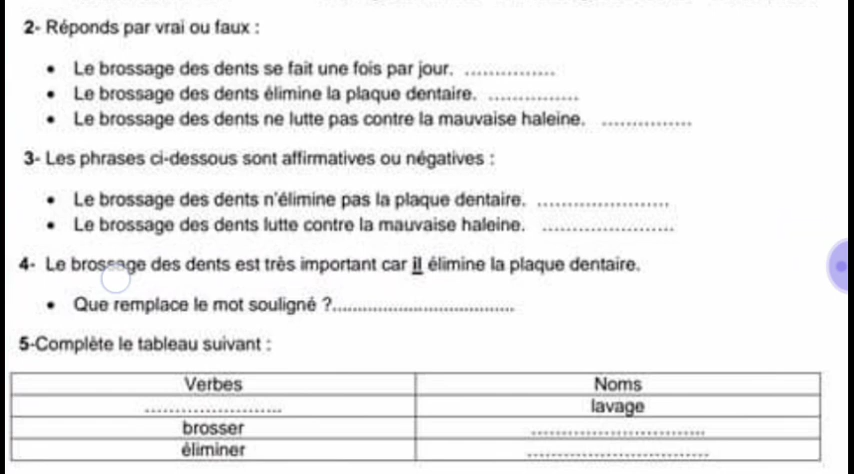 2- Réponds par vrai ou faux :
• Le brossage des dents se fait une fois par jour. ...............
• Le brossage des dents élimine la plaque dentaire. ...............
• Le brossage des dents ne lutte pas contre la mauvaise haleine. ...............
3- Les phrases ci-dessous sont affirmatives ou négatives :
• Le brossage des dents n'élimine pas la plaque dentaire. ......................
• Le brossage des dents lutte contre la mauvaise haleine. ......................
4- Le brossage des dents est très important car il élimine la plaque dentaire.
• Que remplace le mot souligné ?....................................
5-Complète le tableau suivant :
Verbes Noms
....................... lavage
brosser .............................
éliminer ..............................